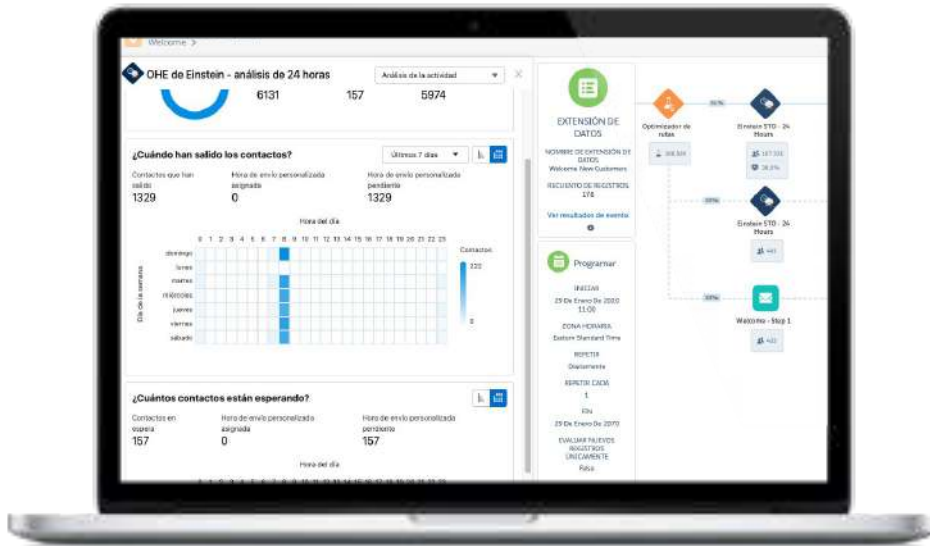 Welcome >
OHE de Einstein - análisis de 24 horas
Análisis de la actividad
6131 157 5974
¿Cuándo han salido los contactos?
Últimos 7 días
Contactos que han salido
1329
Hora de envío personalizada asignada
0
Hora de envío personalizada pendiente
1329
Hora del día
0 1 2 3 4 5 6 7 8 9 10 11 12 13 14 15 16 17 18 19 20 21 22 23
Día de la semana
domingo
lunes
martes
miércoles
jueves
viernes
sábado
Contactos
222
0
¿Cuántos contactos están esperando?
Contactos en espera
157
Hora de envío personalizada asignada
0
Hora de envío personalizada pendiente
157
Hora del día
EXTENSIÓN DE
DATOS
NOMBRE DE EXTENSIÓN DE
DATOS
Welcome New Customers
RECUENTO DE REGISTROS
176
Ver resultados de evento
Programar
INICIAR
29 De Enero De 2020
11:00
ZONA HORARIA
Eastern Standard Time
REPETIR
Diariamente
REPETIR CADA
1
FIN
29 De Enero De 2070
EVALUAR NUEVOS
REGISTROS
ÚNICAMENTE
Falso
Optimizador de
rutas
Einstein STO - 24
Hours
Einstein STO - 24
Hours
Welcome - Step 1